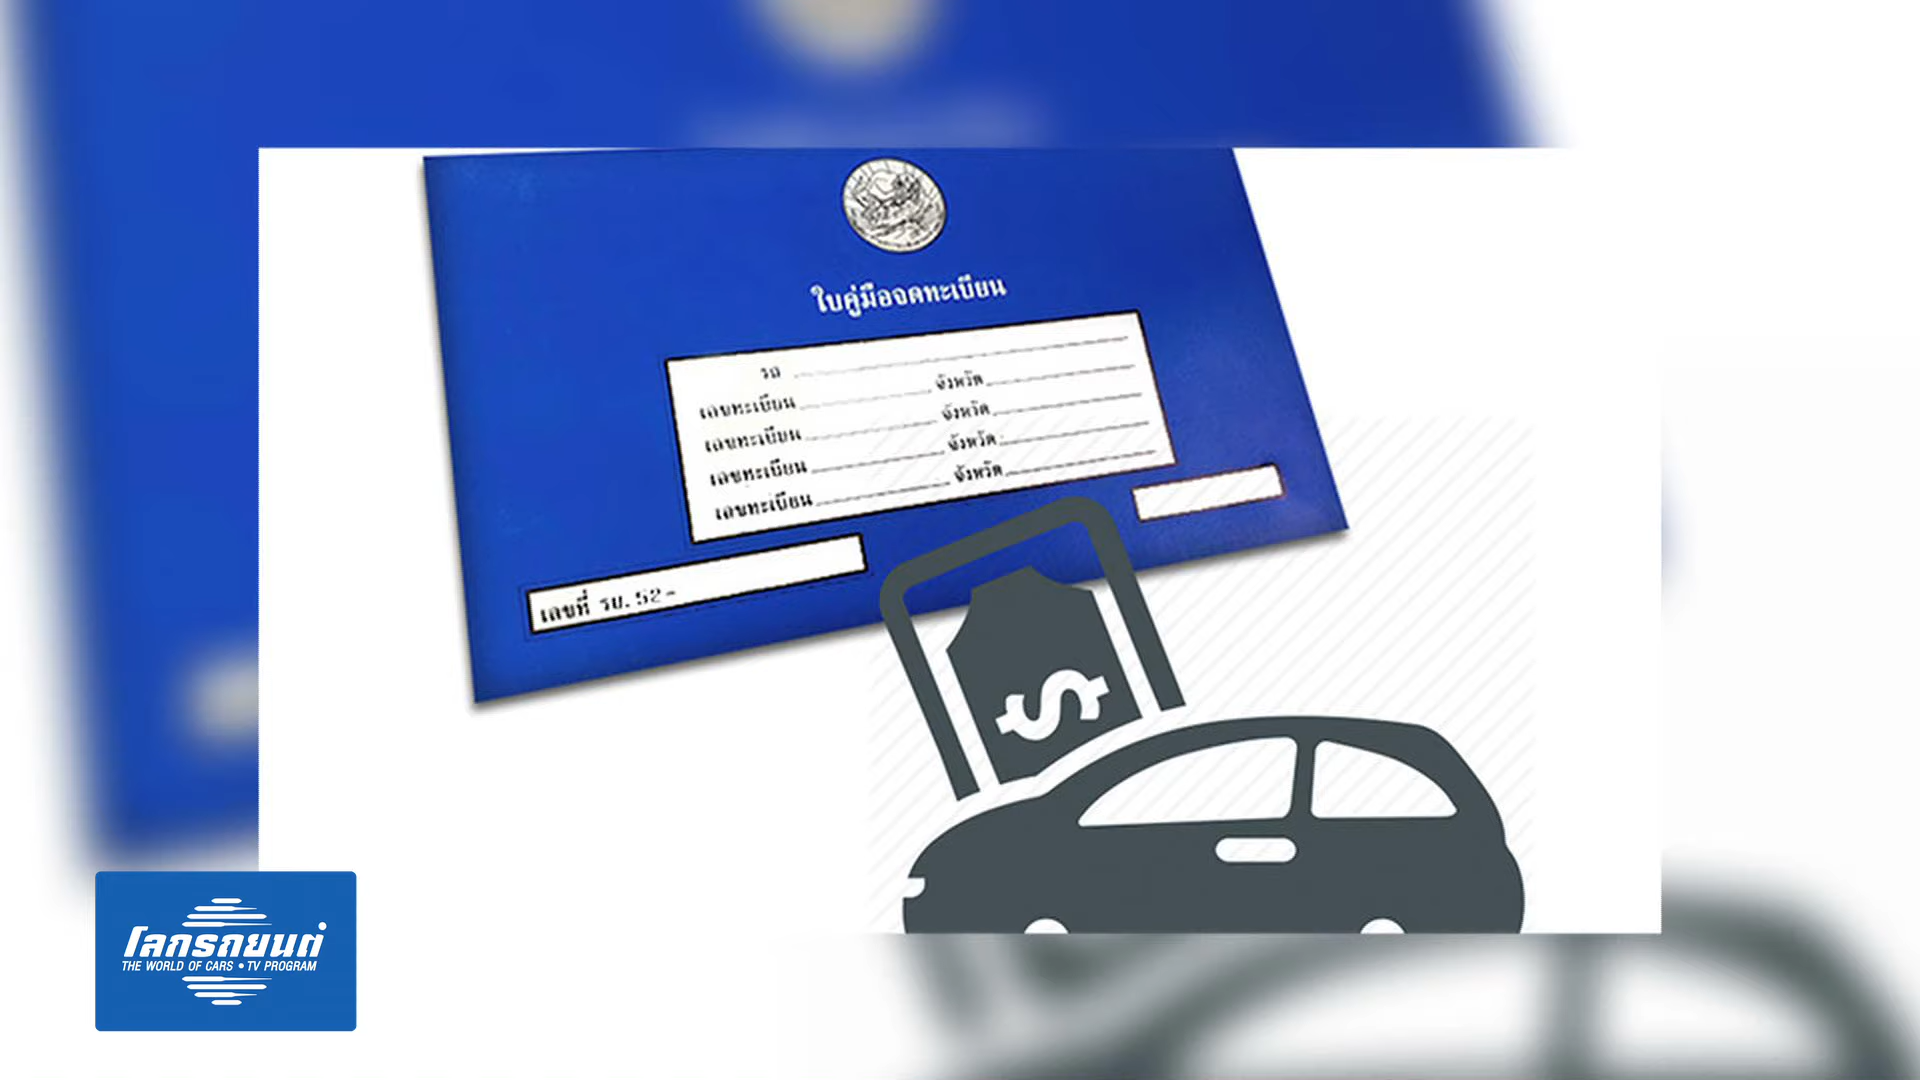 ใบคู่มือจดทะเบียน
รถ
เลขทะเบียน จังหวัด
เลขทะเบียน จังหวัด
เลขทะเบียน จังหวัด
เลขทะเบียน จังหวัด
เลขที่ รย. 52-
$
โลกรถยนต์
THE WORLD OF CARS • TV PROGRAM